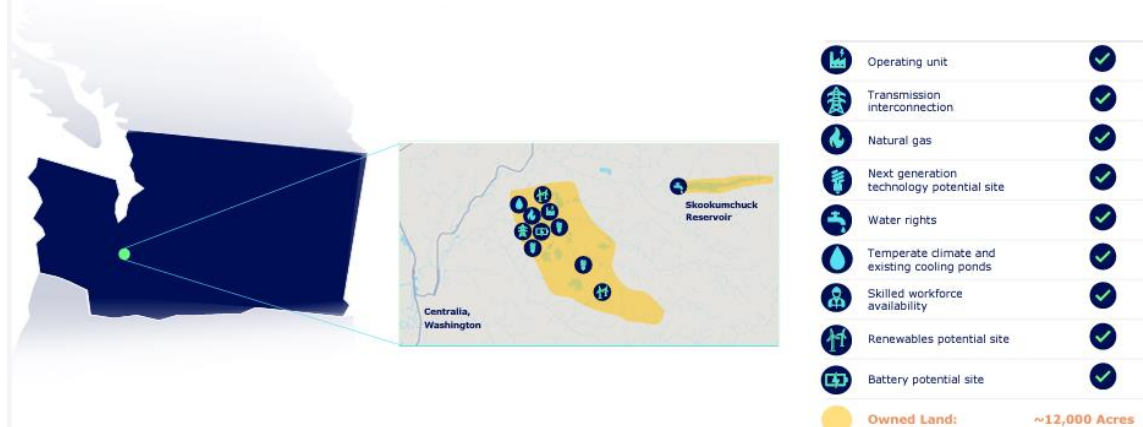 Skookumchuck
Reservoir
Centralia,
Washington
Operating unit
Transmission
interconnection
Natural gas
Next generation
technology potential site
Water rights
Temperate climate and
existing cooling ponds
Skilled workforce
availability
Renewables potential site
Battery potential site
Owned Land: ~12,000 Acres